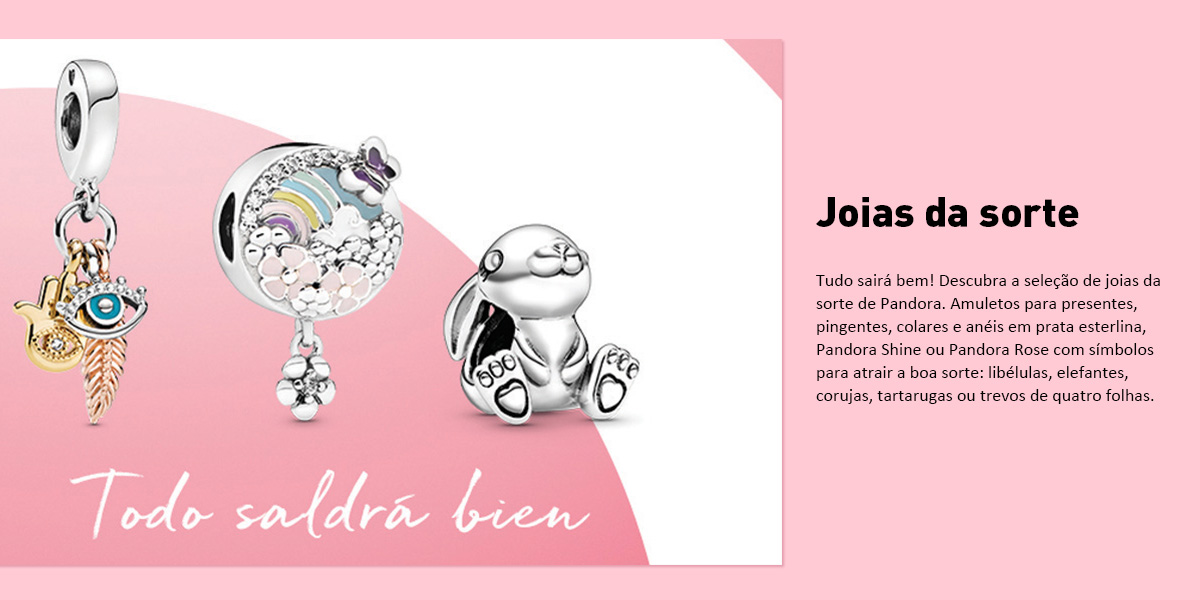 Todo saldrá bien
Joias da sorte
Tudo sairá bem! Descubra a seleção de joias da
sorte de Pandora. Amuletos para presentes,
pingentes, colares e anéis em prata esterlina,
Pandora Shine ou Pandora Rose com símbolos
para atrair a boa sorte: libélulas, elefantes,
corujas, tartarugas ou trevos de quatro folhas.